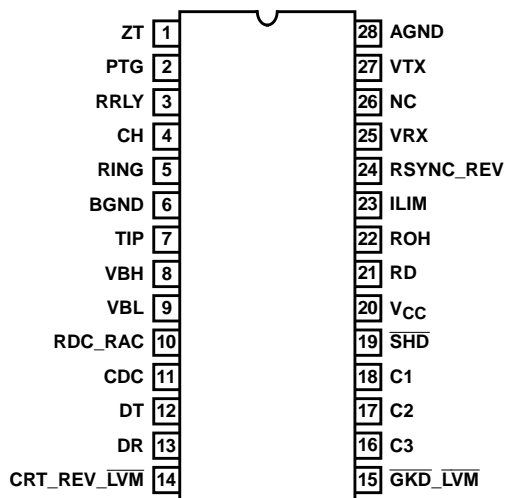 ZT 1 28 AGND
PTG 2 27 VTX
RRLY 3 26 NC
CH 4 25 VRX
RING 5 24 RSYNC_REV
BGND 6 23 ILIM
TIP 7 22 ROH
VBH 8 21 RD
VBL 9 20 VCC
RDC_RAC 10 19 SHD
CDC 11 18 C1
DT 12 17 C2
DR 13 16 C3
CRT_REV_LVM 14 15 GKD_LVM